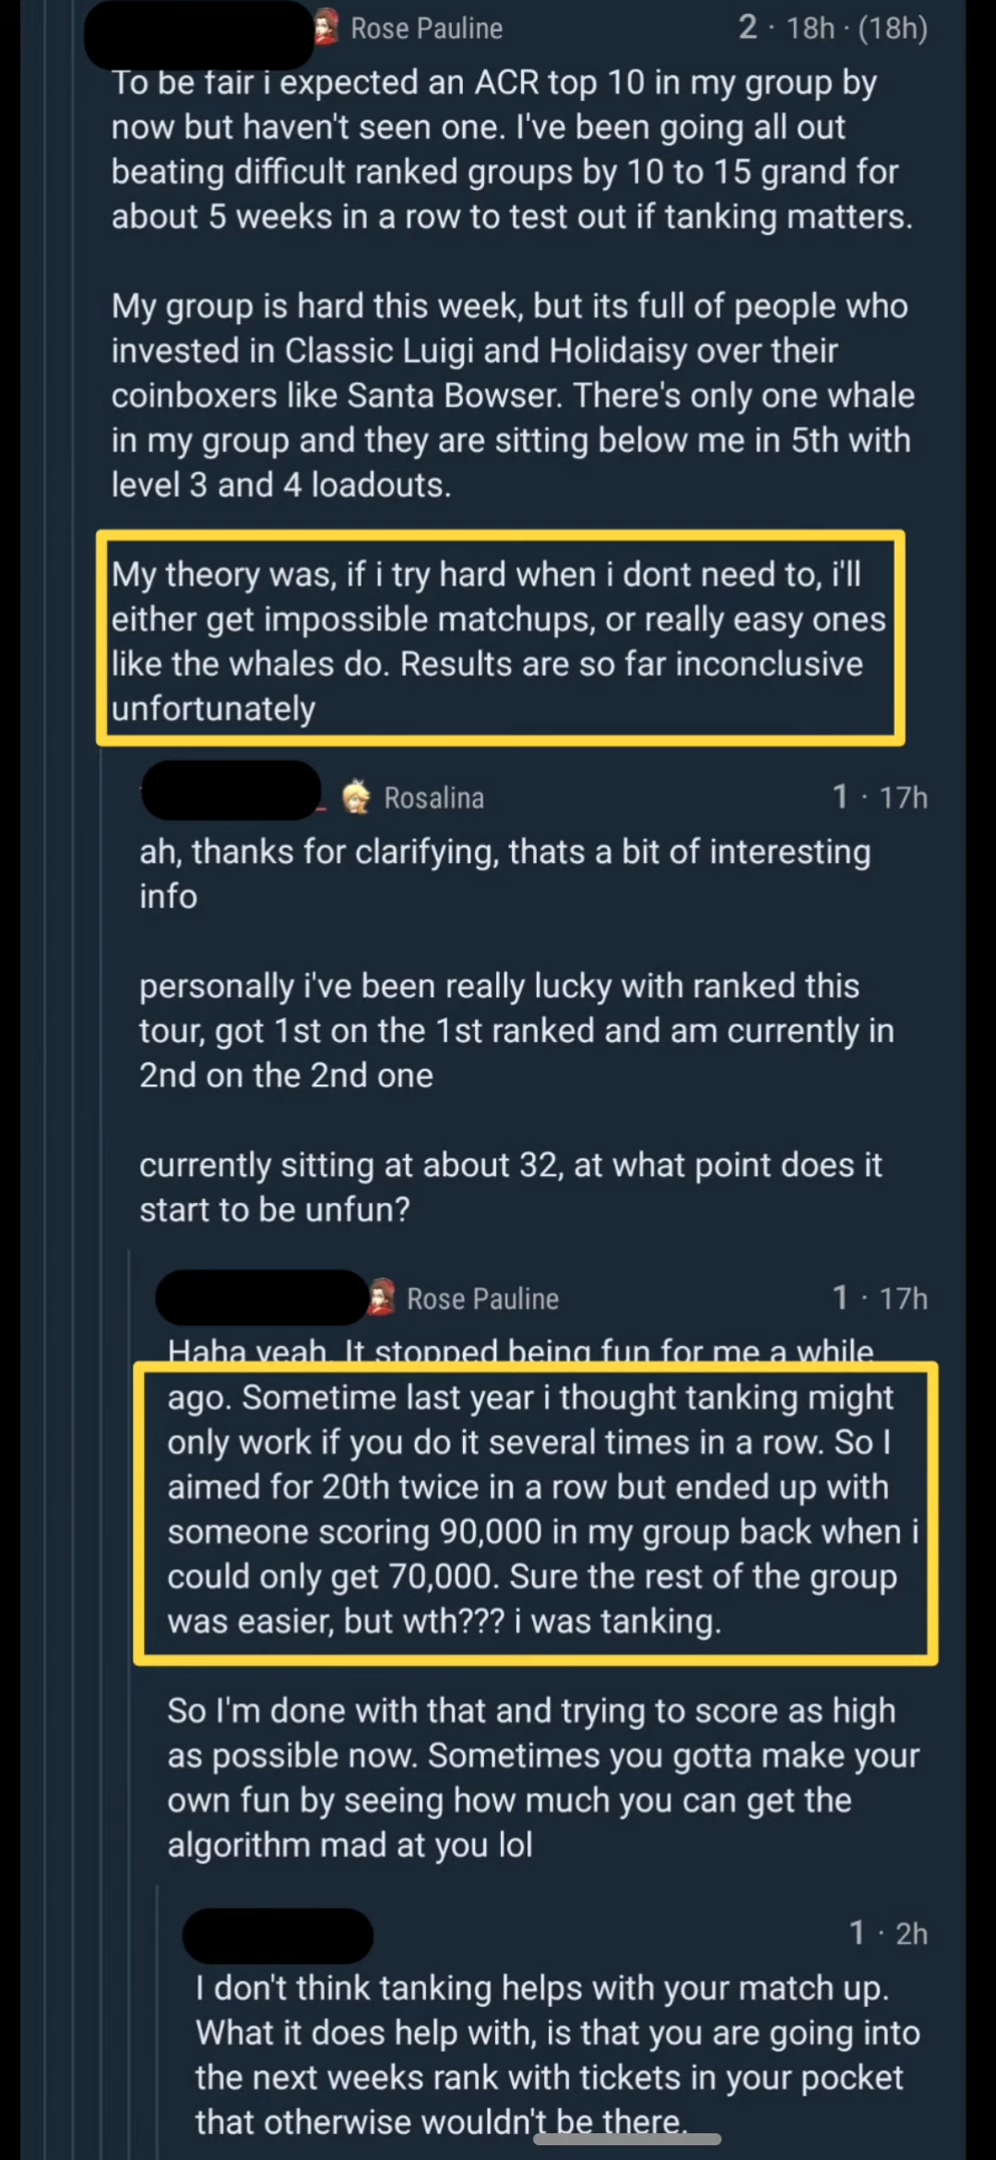 Rose Pauline 2 · 18h · (18h)
To be fair i expected an ACR top 10 in my group by
now but haven't seen one. I've been going all out
beating difficult ranked groups by 10 to 15 grand for
about 5 weeks in a row to test out if tanking matters.
My group is hard this week, but its full of people who
invested in Classic Luigi and Holidaisy over their
coinboxers like Santa Bowser. There's only one whale
in my group and they are sitting below me in 5th with
level 3 and 4 loadouts.
My theory was, if i try hard when i dont need to, i'll
either get impossible matchups, or really easy ones
like the whales do. Results are so far inconclusive
unfortunately
Rosalina 1 · 17h
ah, thanks for clarifying, thats a bit of interesting
info
personally i've been really lucky with ranked this
tour, got 1st on the 1st ranked and am currently in
2nd on the 2nd one
currently sitting at about 32, at what point does it
start to be unfun?
Rose Pauline 1 · 17h
Haha yeah. It stopped being fun for me a while
ago. Sometime last year i thought tanking might
only work if you do it several times in a row. So I
aimed for 20th twice in a row but ended up with
someone scoring 90,000 in my group back when i
could only get 70,000. Sure the rest of the group
was easier, but wth??? i was tanking.
So I'm done with that and trying to score as high
as possible now. Sometimes you gotta make your
own fun by seeing how much you can get the
algorithm mad at you lol
1 · 2h
I don't think tanking helps with your match up.
What it does help with, is that you are going into
the next weeks rank with tickets in your pocket
that otherwise wouldn't be there.